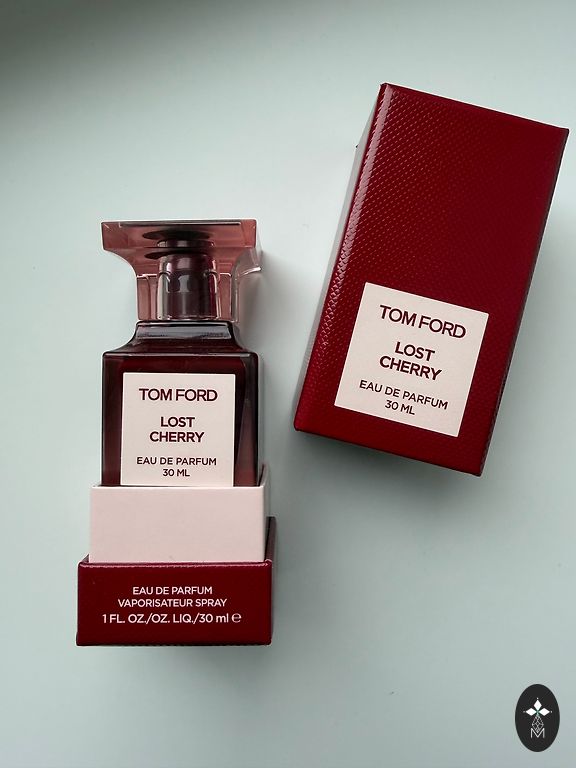 TOM FORD
LOST
CHERRY
EAU DE PARFUM
30 ML
EAU DE PARFUM
VAPORISATEUR SPRAY
1 FL. OZ./OZ. LIQ./30 ml ℮
TOM FORD
LOST
CHERRY
EAU DE PARFUM
30 ML
M